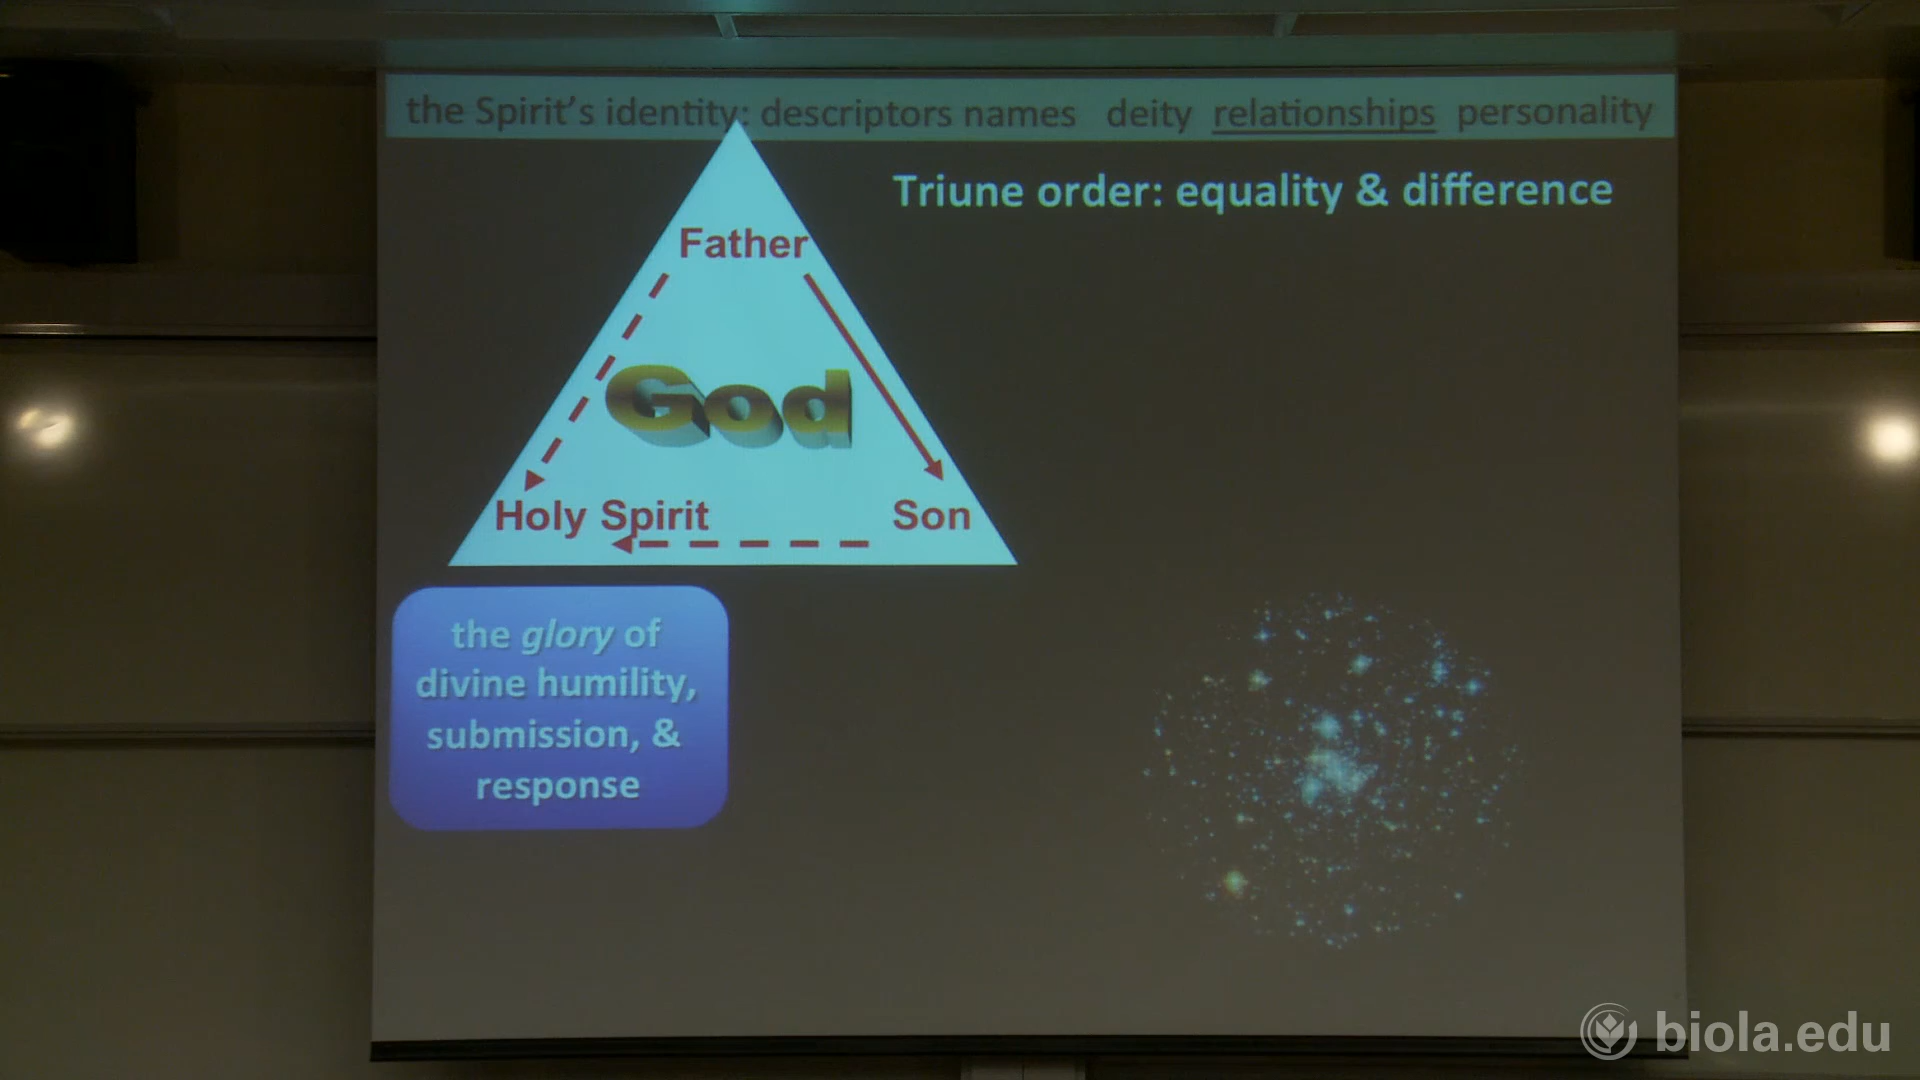 the Spirit's identity: descriptors names deity relationships personality
Triune order: equality & difference
Father
God
Holy Spirit
Son
the glory of
divine humility,
submission, &
response
biola.edu